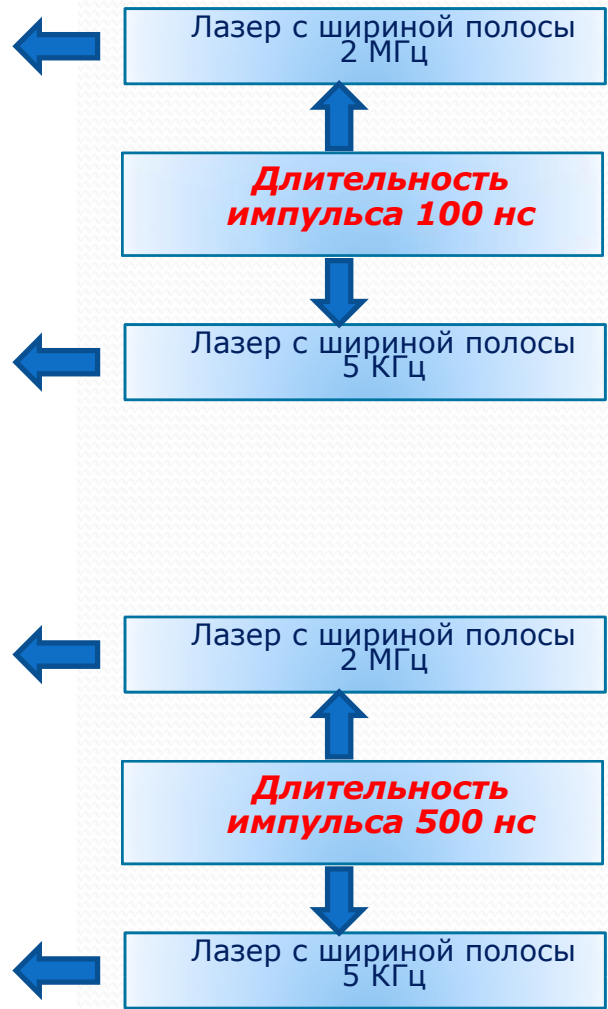 Лазер с шириной полосы
2 МГц
Длительность
импульса 100 нс
Лазер с шириной полосы
5 КГц
Лазер с шириной полосы
2 МГц
Длительность
импульса 500 нс
Лазер с шириной полосы
5 КГц